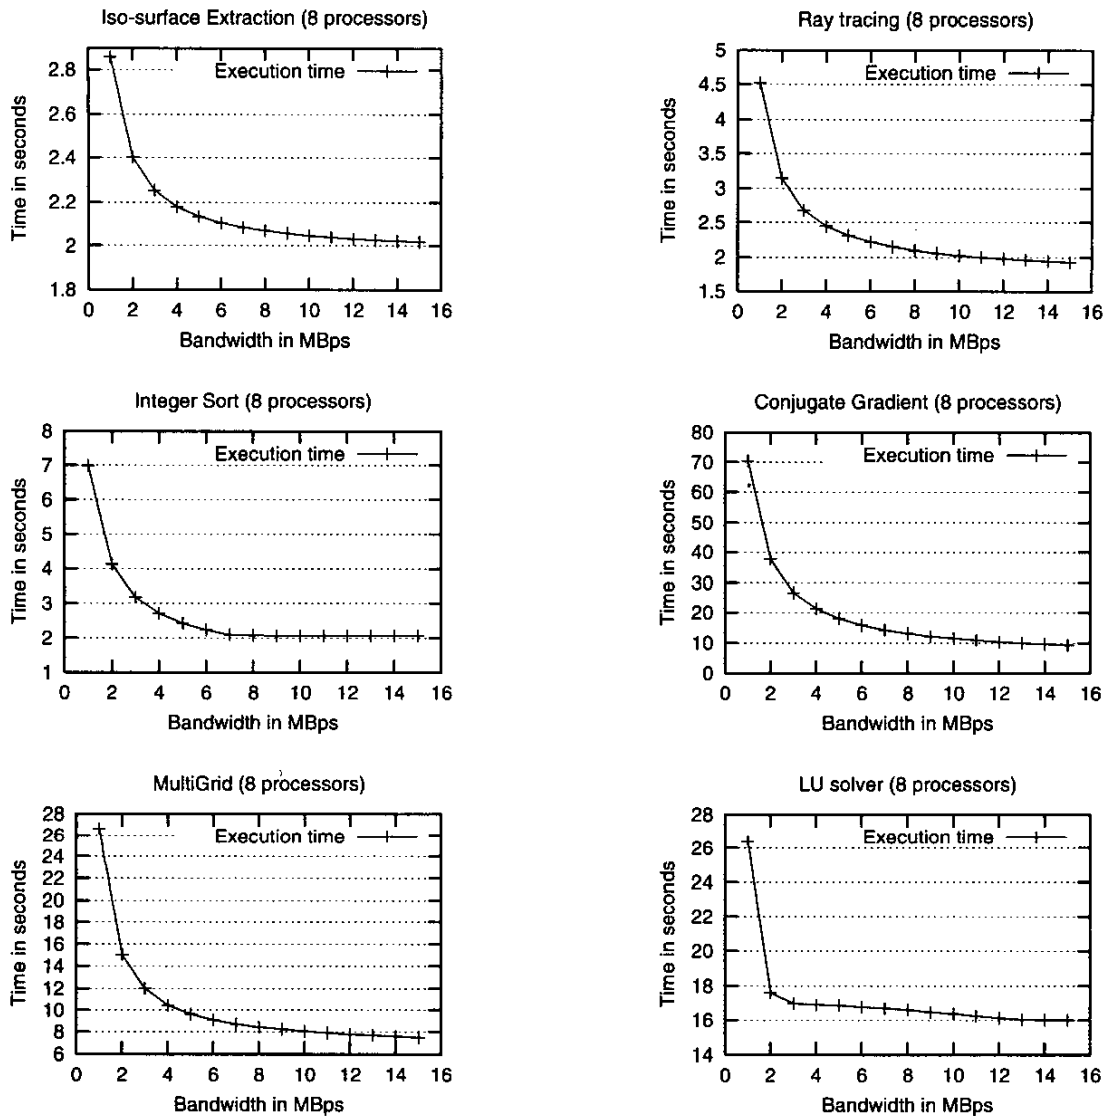 Iso-surface Extraction (8 processors)
Execution time
2.8
2.6
2.4
2.2
2
1.8
0 2 4 6 8 10 12 14 16
Time in seconds
Bandwidth in MBps
Ray tracing (8 processors)
Execution time
5
4.5
4
3.5
3
2.5
2
1.5
0 2 4 6 8 10 12 14 16
Time in seconds
Bandwidth in MBps
Integer Sort (8 processors)
Execution time
8
7
6
5
4
3
2
1
0 2 4 6 8 10 12 14 16
Time in seconds
Bandwidth in MBps
Conjugate Gradient (8 processors)
Execution time
80
70
60
50
40
30
20
10
0
0 2 4 6 8 10 12 14 16
Time in seconds
Bandwidth in MBps
MultiGrid (8 processors)
Execution time
28
26
24
22
20
18
16
14
12
10
8
6
0 2 4 6 8 10 12 14 16
Time in seconds
Bandwidth in MBps
LU solver (8 processors)
Execution time
28
26
24
22
20
18
16
14
0 2 4 6 8 10 12 14 16
Time in seconds
Bandwidth in MBps